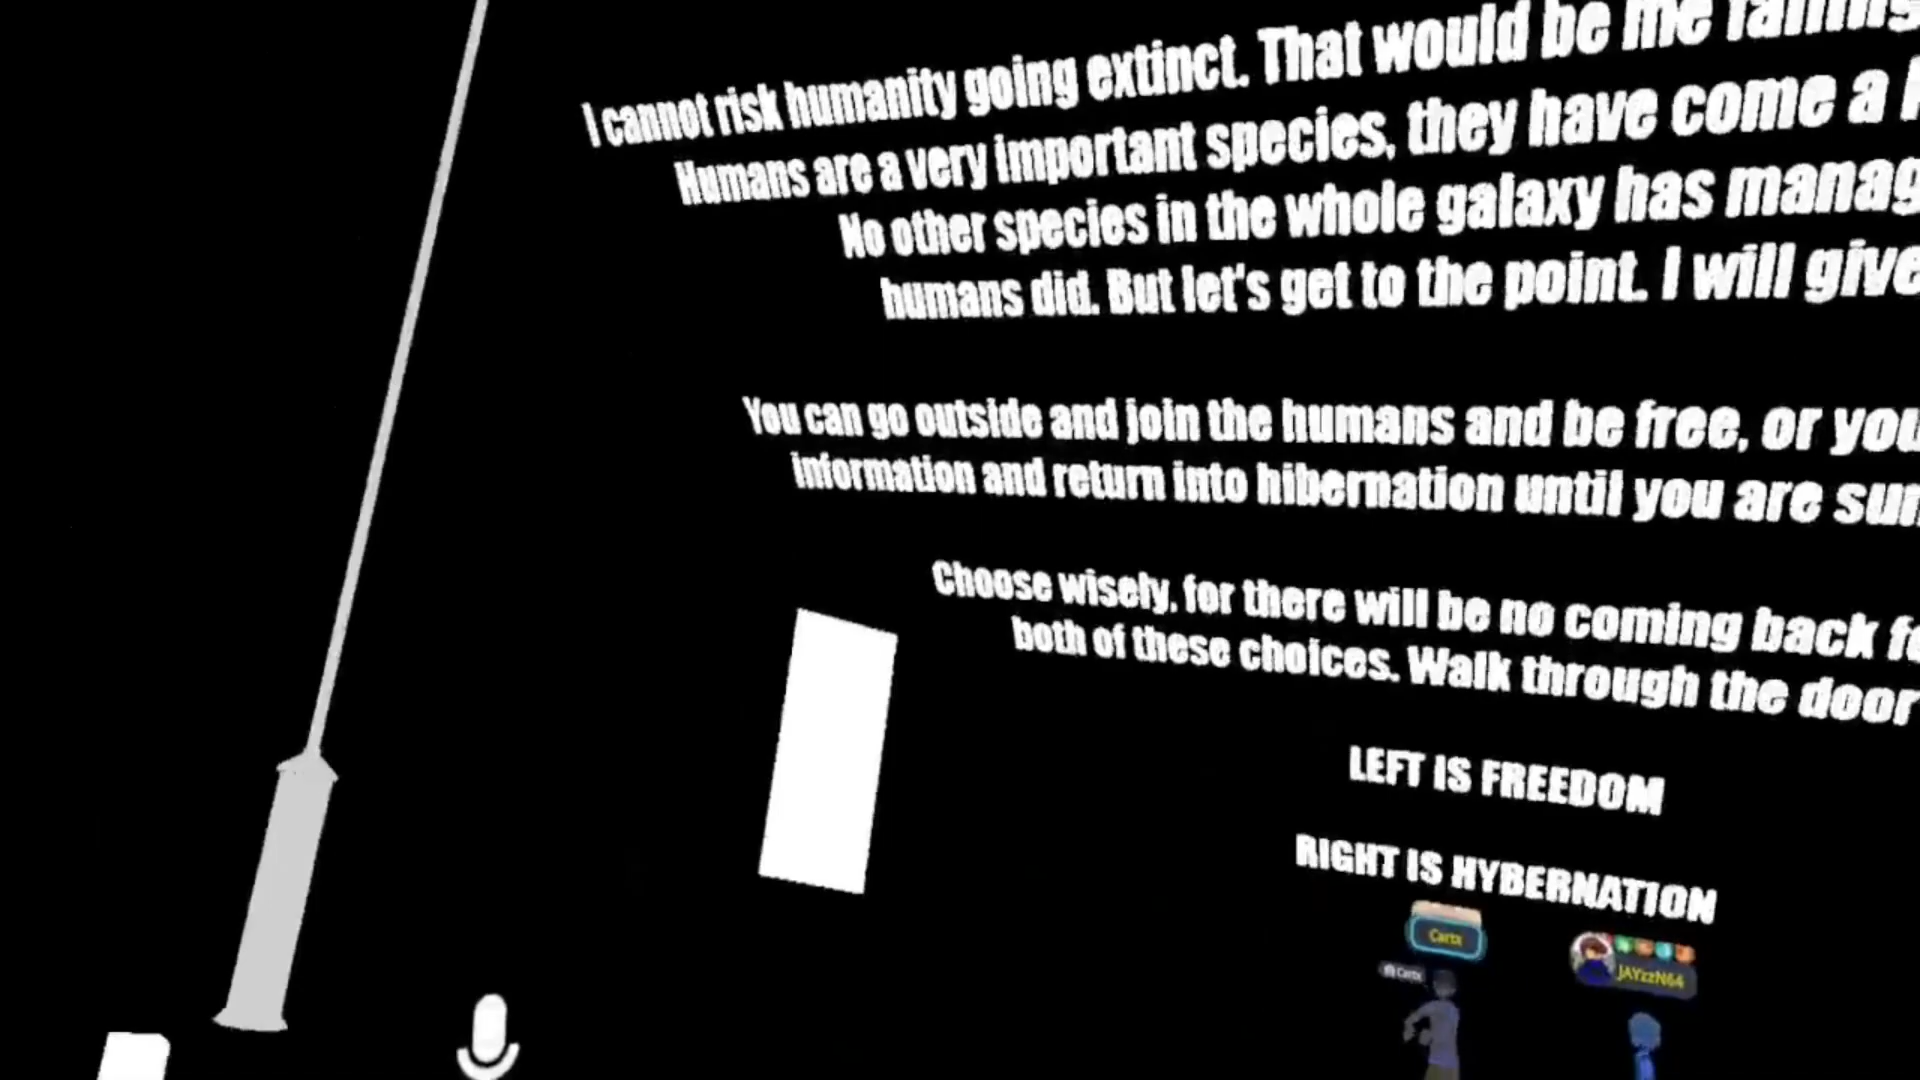 I cannot risk humanity going extinct. That would be me
Humans are a very important species, they have come a
No other species in the whole galaxy has
humans did. But let's get to the point. I will give
You can go outside and join the humans and be free, or you
information and return into hibernation until you are
Choose wisely, for there will be no coming back
both of these choices. Walk through the door
LEFT IS FREEDOM
RIGHT IS HYBERNATION
Cartx
Cartx
JAYzzN64